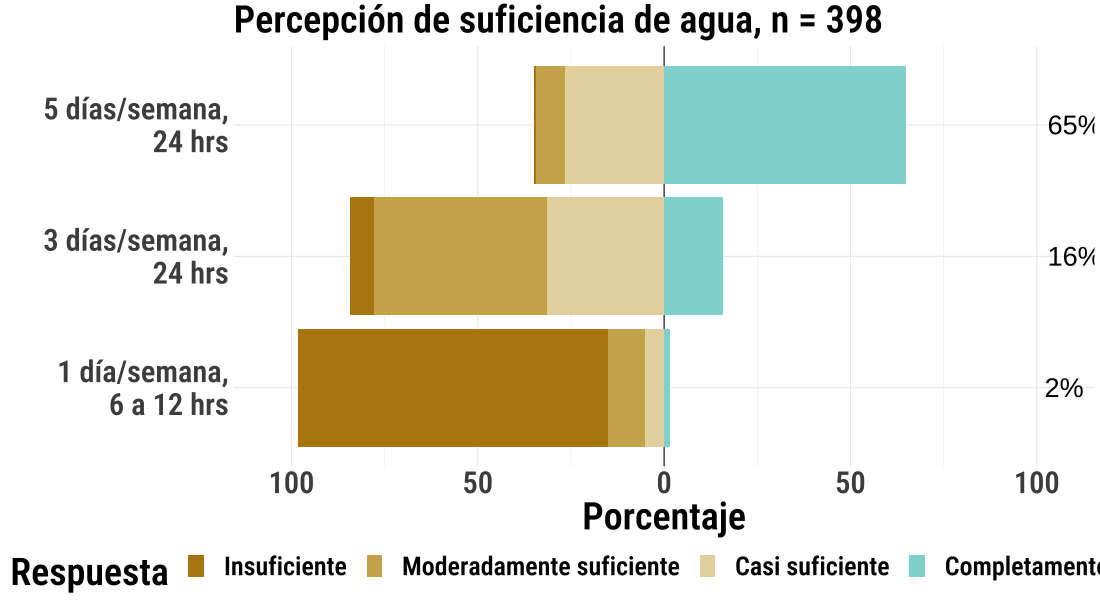 Percepción de suficiencia de agua, n = 398
5 días/semana,
24 hrs
65%
3 días/semana,
24 hrs
16%
1 día/semana,
6 a 12 hrs
2%
100 50 0 50 100
Porcentaje
Respuesta Insuficiente Moderadamente suficiente Casi suficiente Completamente